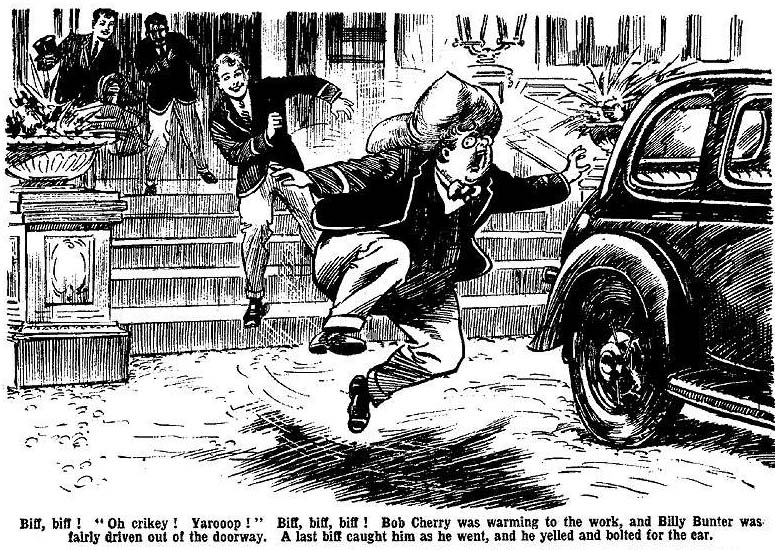 Biff, biff ! "Oh crikey ! Yarooop !" Biff, biff, biff ! Bob Cherry was warming to the work, and Billy Bunter was
fairly driven out of the doorway. A last biff caught him as he went, and he yelled and bolted for the car.